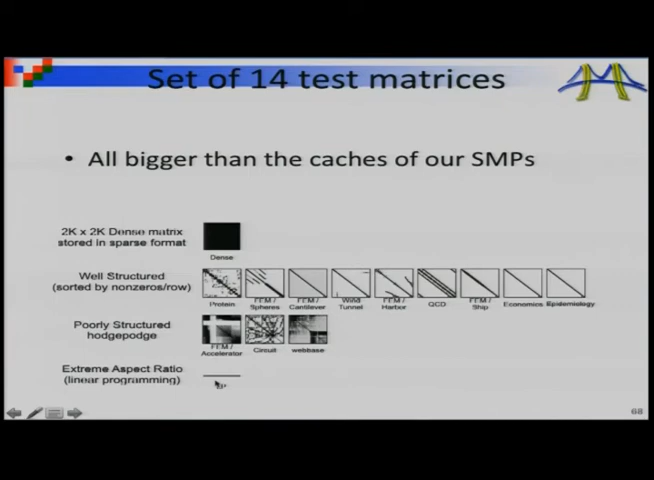 Set of 14 test matrices
• All bigger than the caches of our SMPs
2K x 2K Dense matrix
stored in sparse format
Dense
Well Structured
(sorted by nonzeros/row)
Protein
FEM /
Spheres
FEM /
Cantilever
Wind
Tunnel
FEM /
Harbor
QCD
FEM /
Ship
Economics
Epidemiology
Poorly Structured
hodgepodge
FEM /
Accelerator
Circuit
webbase
Extreme Aspect Ratio
(linear programming)
68